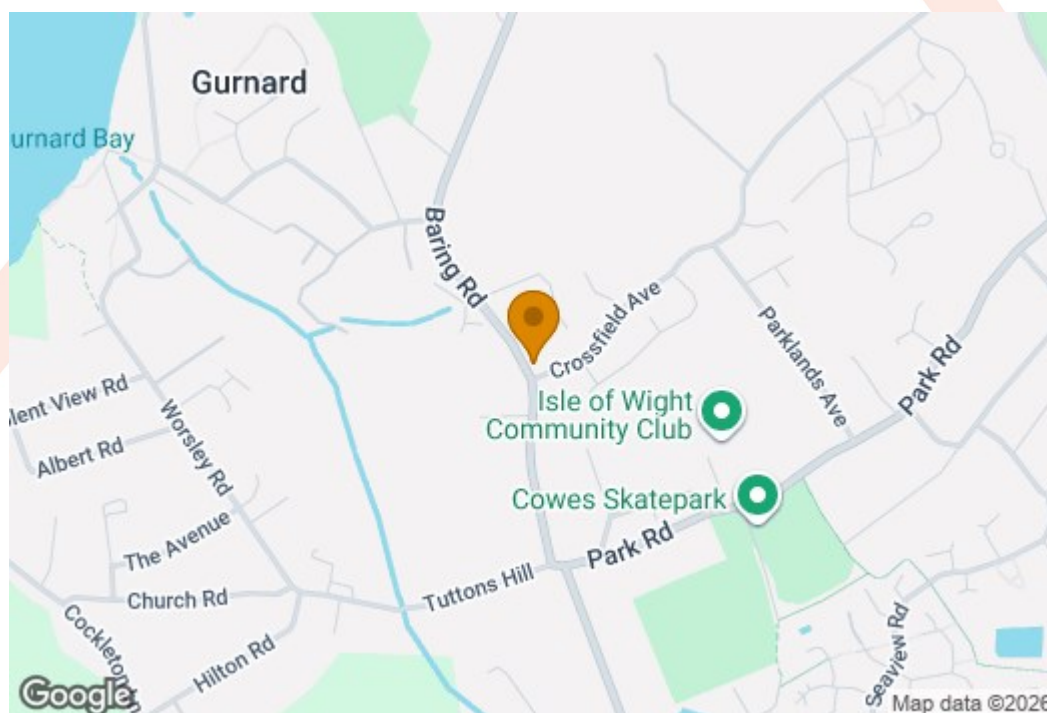 Gurnard
urnard Bay
Baring Rd
Crossfield Ave
Parklands Ave
Park Rd
Isle of Wight
Community Club
Cowes Skatepark
lent View Rd
Albert Rd
Worsley Rd
The Avenue
Church Rd
Tuttons Hill
Park Rd
Hilton Rd
Seaview Rd
Google
Map data ©2026